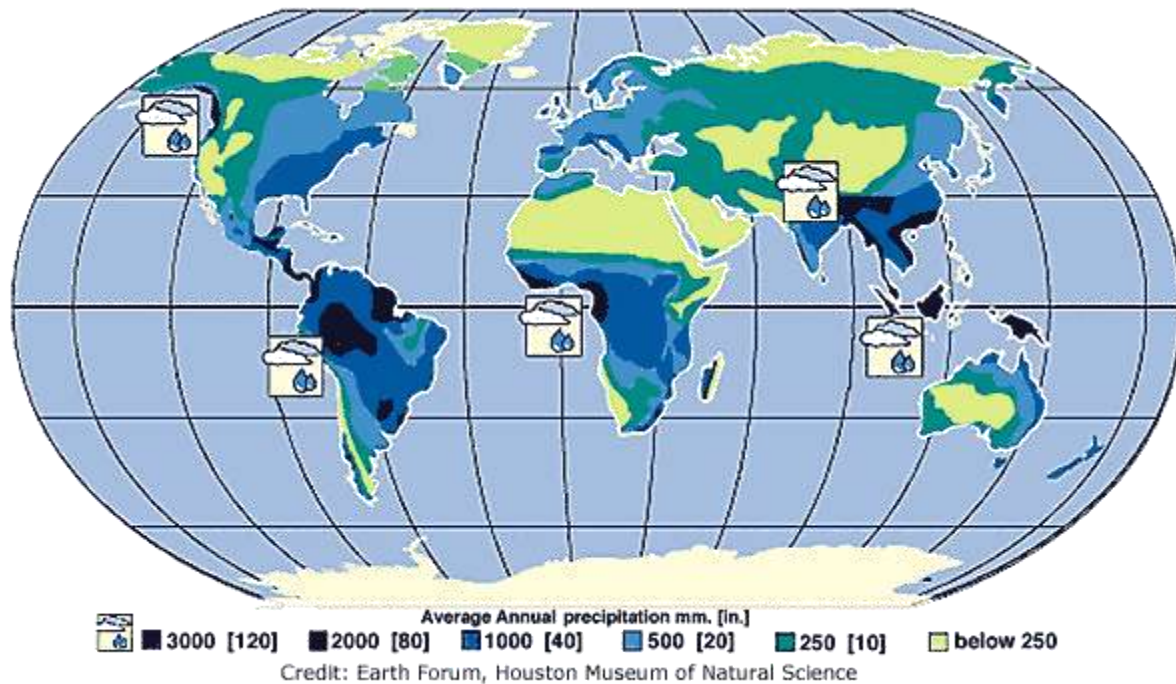 Average Annual precipitation mm. [in.]
3000 [120] 2000 [80] 1000 [40] 500 [20] 250 [10] below 250
Credit: Earth Forum, Houston Museum of Natural Science